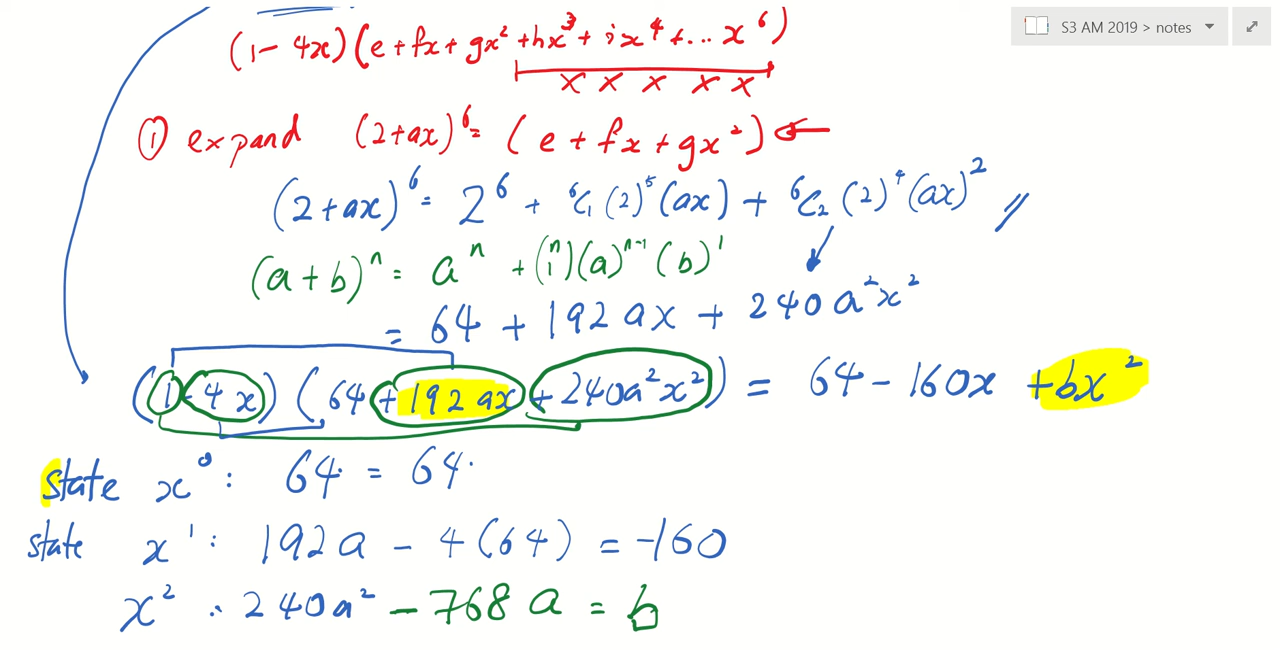 S3 AM 2019 > notes
(1 - 4x)(e + fx + gx² + hx³ + ix⁴ + ... x⁶)
x x x x x
① expand (2+ax)⁶ = (e + fx + gx²) ←
(2+ax)⁶ = 2⁶ + ⁶C₁(2)⁵(ax) + ⁶C₂(2)⁴(ax)² //
(a+b)ⁿ = aⁿ + (ⁿ₁)(a)ⁿ⁻¹(b)¹
= 64 + 192ax + 240a²x²
(1 - 4x)(64 + 192ax + 240a²x²) = 64 - 160x + bx²
state x⁰ : 64 = 64
state x¹ : 192a - 4(64) = -160
x² : 240a² - 768a = b